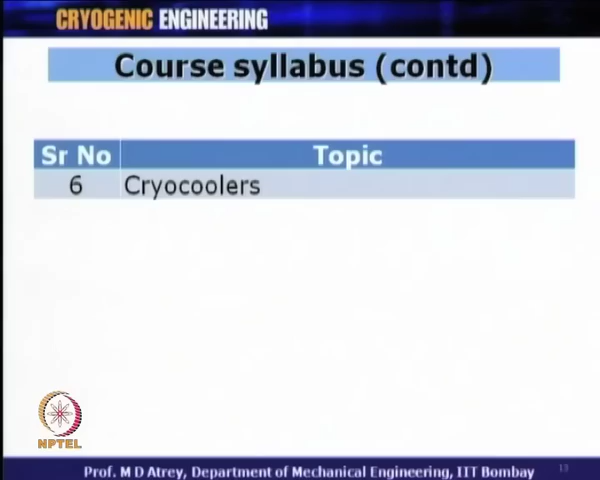 CRYOGENIC ENGINEERING
Course syllabus (contd)
Sr No Topic
6 Cryocoolers
NPTEL
Prof. M D Atrey, Department of Mechanical Engineering, IIT Bombay